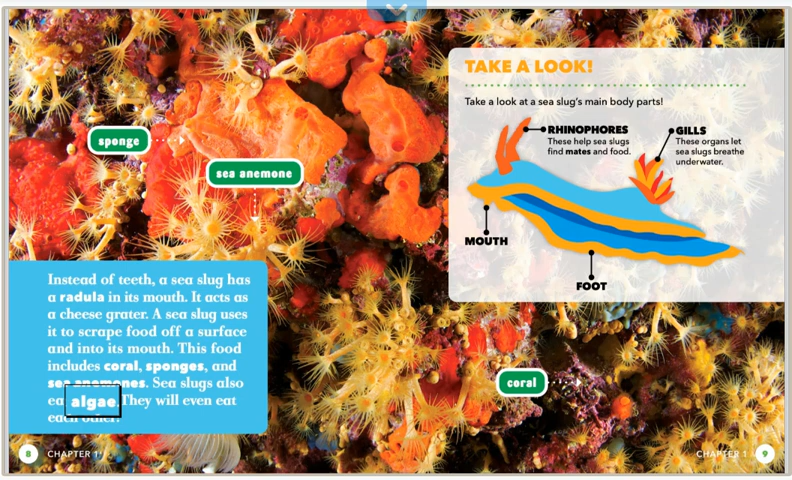 sponge
sea anemone
Instead of teeth, a sea slug has
a radula in its mouth. It acts as
a cheese grater. A sea slug uses
it to scrape food off a surface
and into its mouth. This food
includes coral, sponges, and
sea anemones. Sea slugs also
algae They will even eat
each other!
8 CHAPTER 1
TAKE A LOOK!
Take a look at a sea slug's main body parts!
RHINOPHORES
These help sea slugs
find mates and food.
GILLS
These organs let
sea slugs breathe
underwater.
MOUTH
FOOT
coral
CHAPTER 1 9